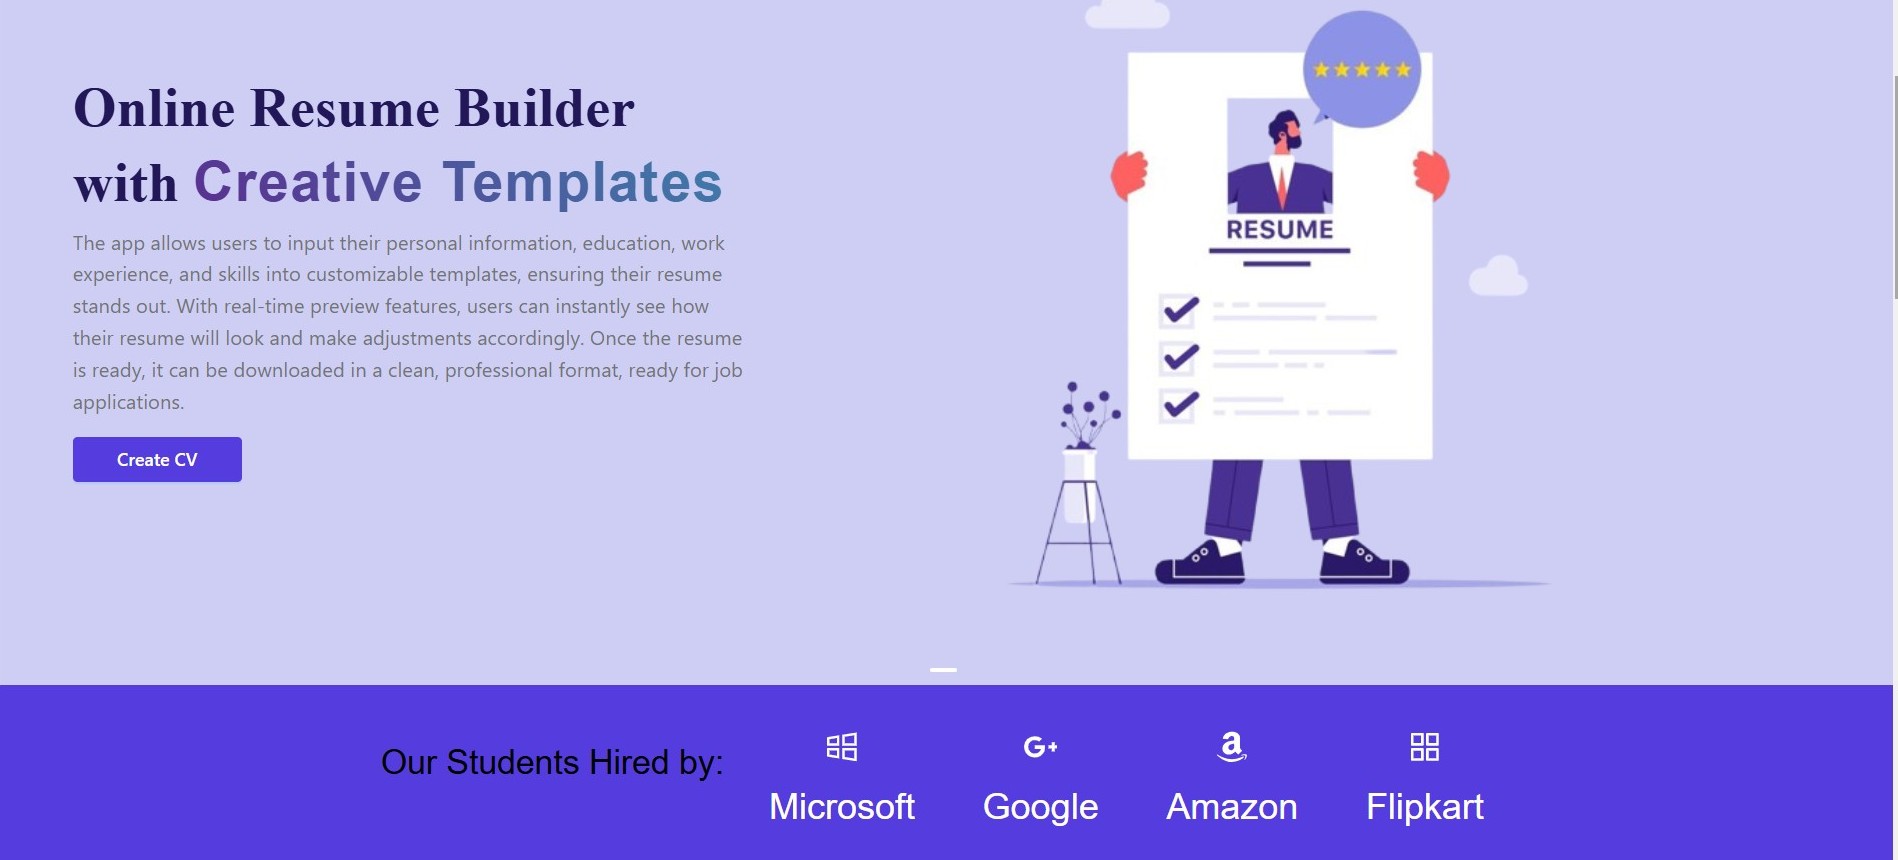 Online Resume Builder
with Creative Templates
The app allows users to input their personal information, education, work
experience, and skills into customizable templates, ensuring their resume
stands out. With real-time preview features, users can instantly see how
their resume will look and make adjustments accordingly. Once the resume
is ready, it can be downloaded in a clean, professional format, ready for job
applications.
Create CV
RESUME
Our Students Hired by:
Microsoft
Google
Amazon
Flipkart